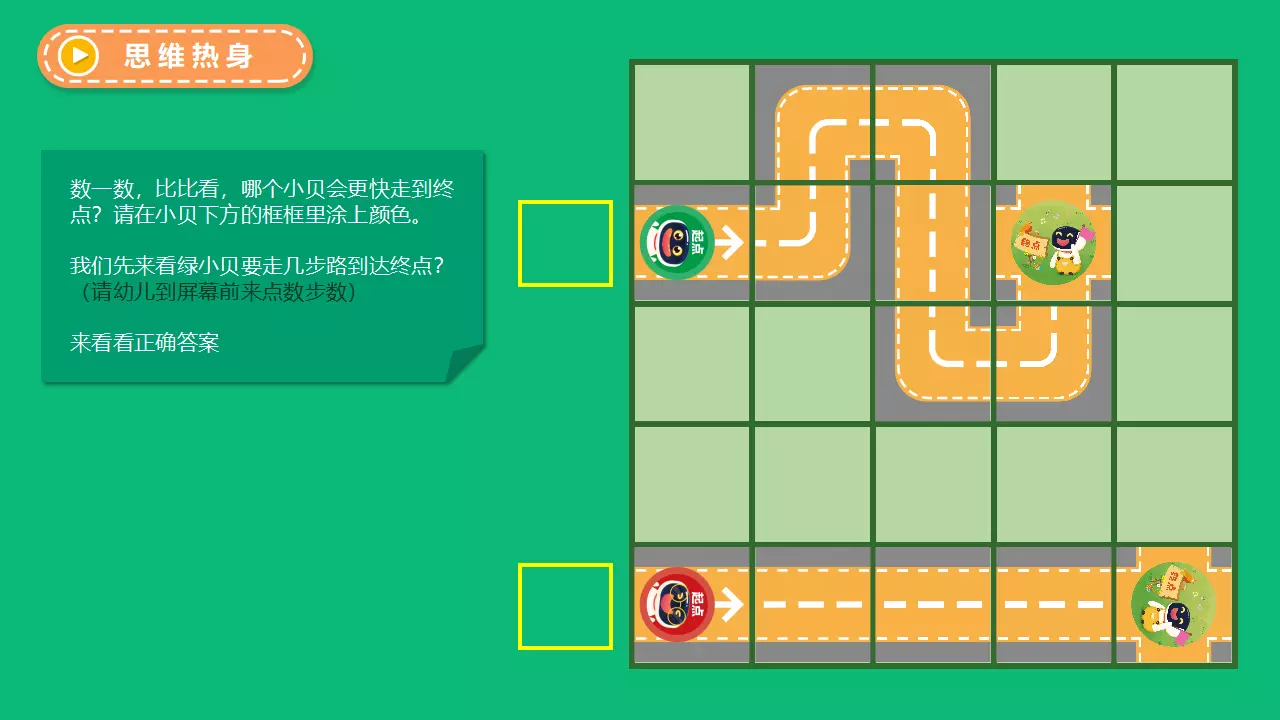 思维热身
数一数，比比看，哪个小贝会更快走到终
点？请在小贝下方的框框里涂上颜色。
我们先来看绿小贝要走几步路到达终点？
（请幼儿到屏幕前来点数步数）
来看看正确答案
起点
终点
起点
终点